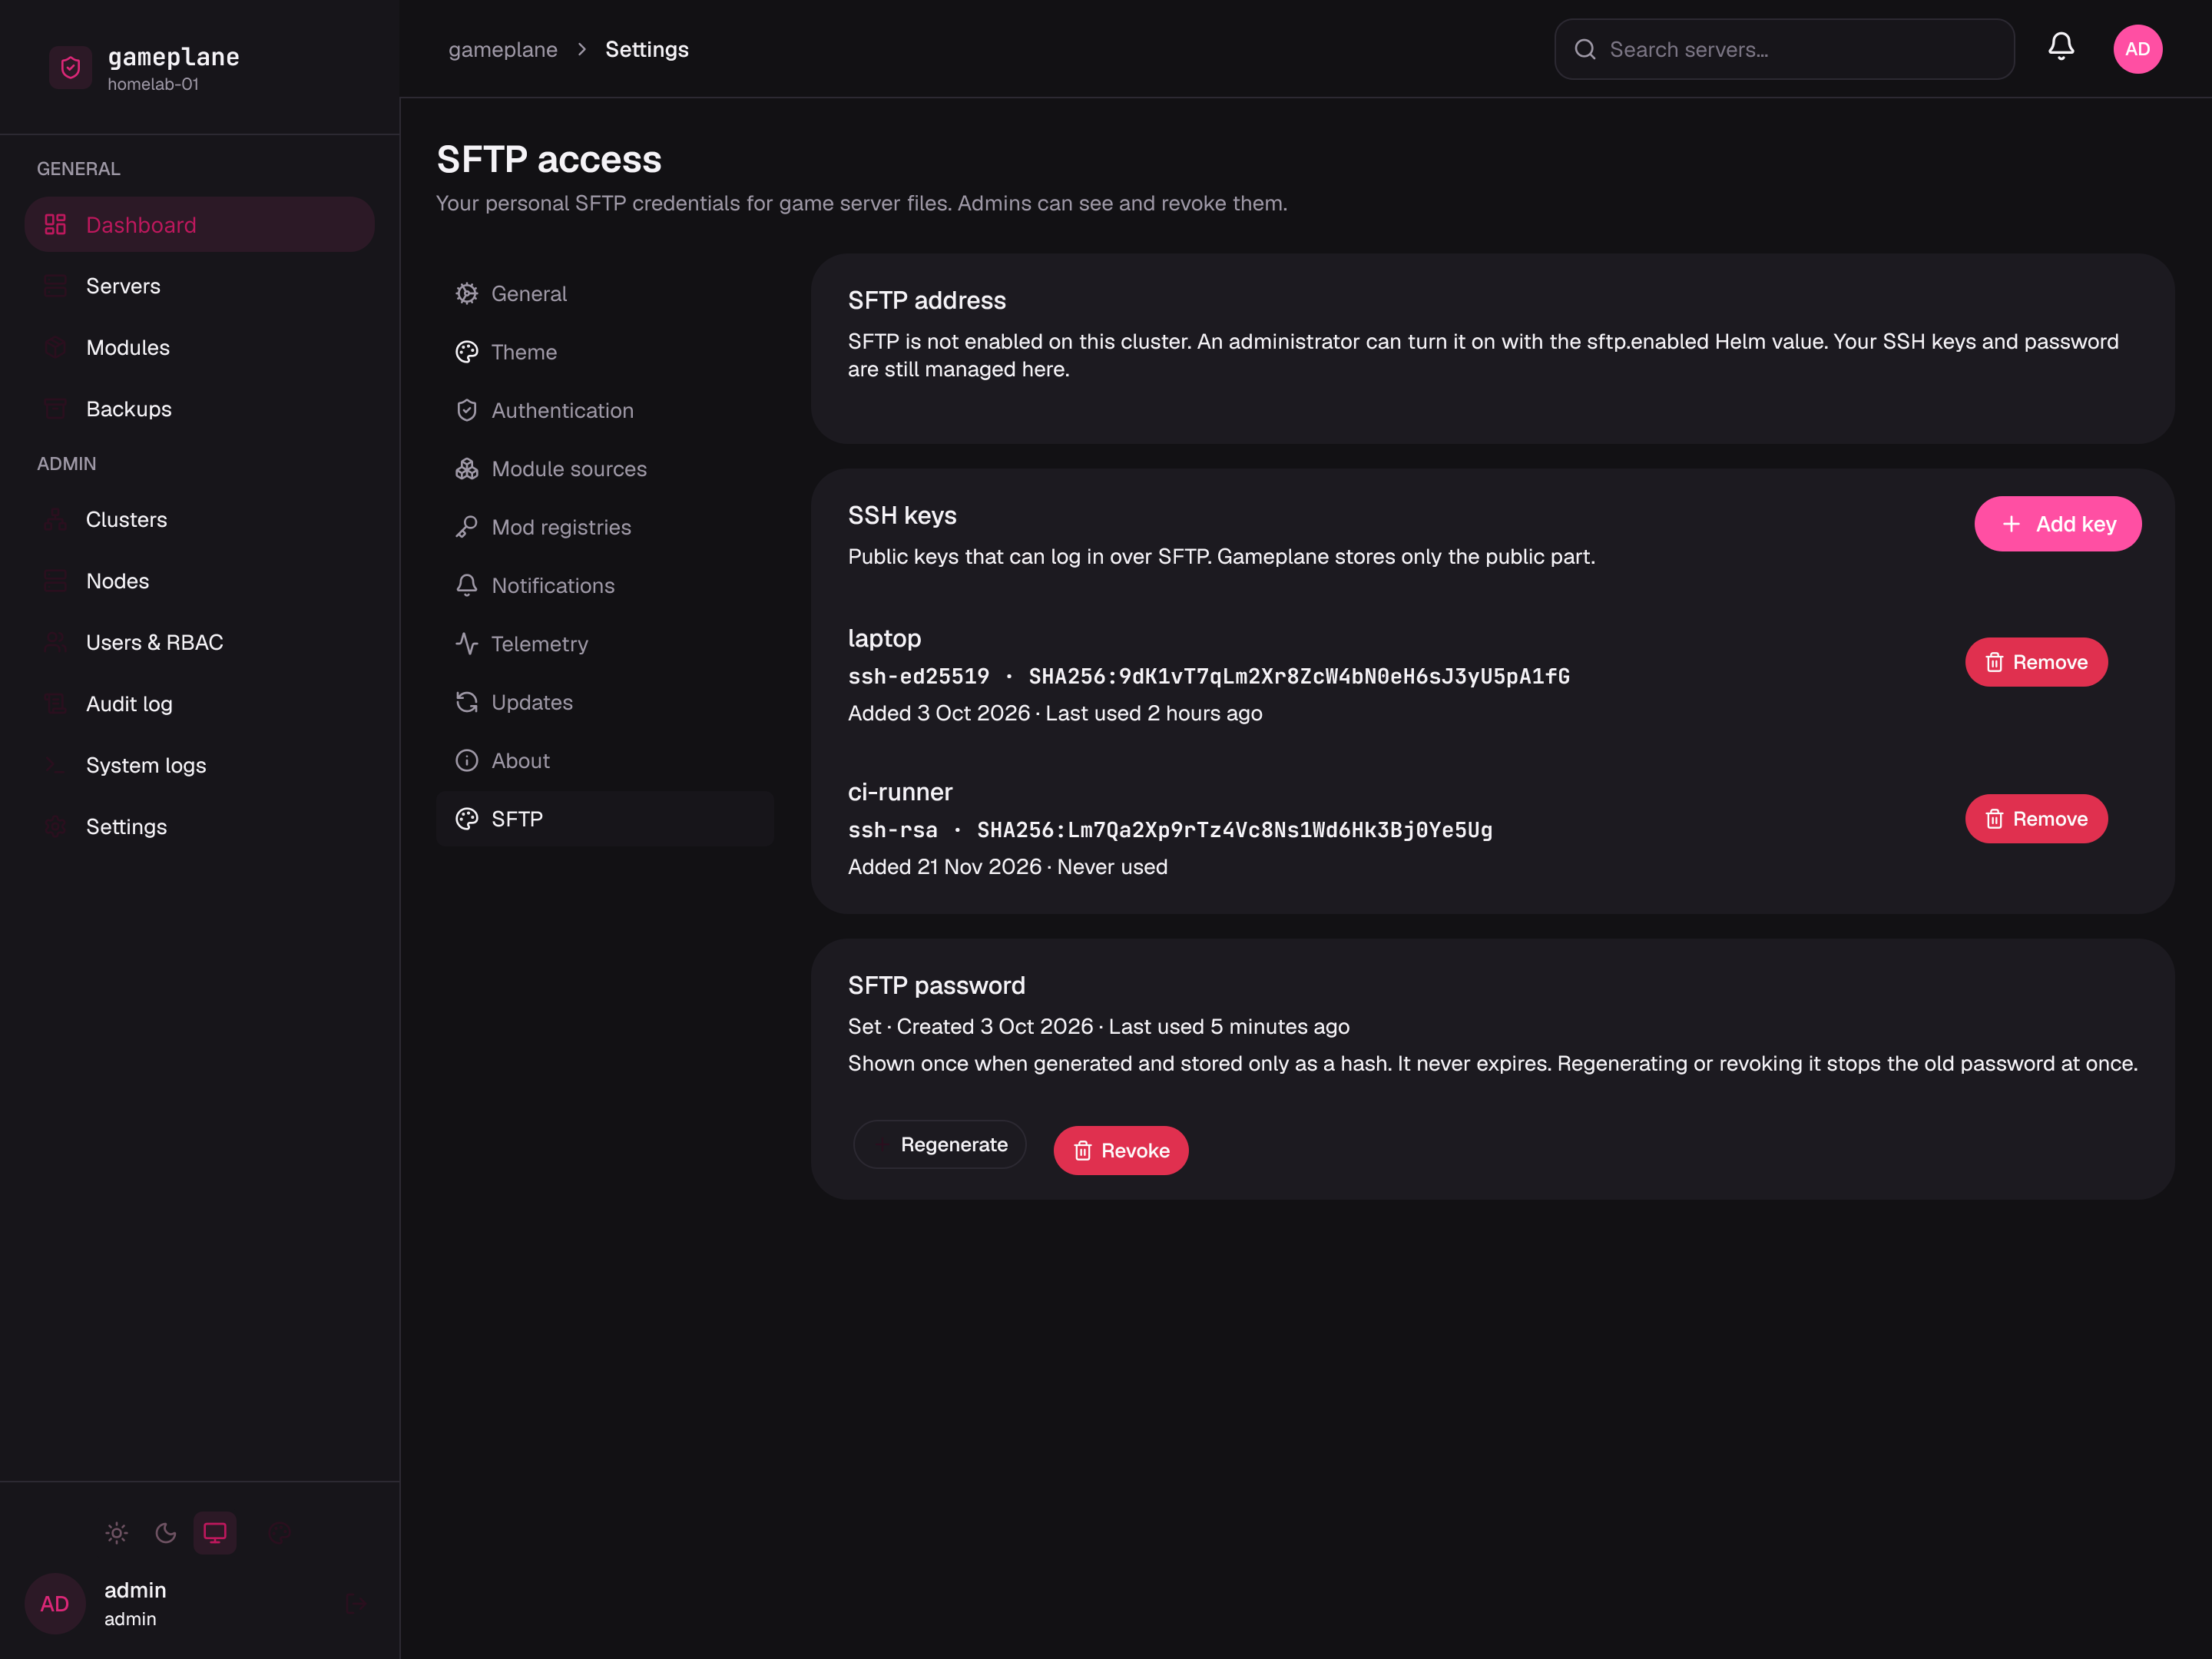 gameplane
homelab-01
GENERAL
Dashboard
Servers
Modules
Backups
ADMIN
Clusters
Nodes
Users & RBAC
Audit log
System logs
Settings
AD
admin
admin
gameplane > Settings
Search servers...
AD
SFTP access
Your personal SFTP credentials for game server files. Admins can see and revoke them.
General
Theme
Authentication
Module sources
Mod registries
Notifications
Telemetry
Updates
About
SFTP
SFTP address
SFTP is not enabled on this cluster. An administrator can turn it on with the sftp.enabled Helm value. Your SSH keys and password
are still managed here.
SSH keys
Add key
Public keys that can log in over SFTP. Gameplane stores only the public part.
laptop
ssh-ed25519 · SHA256:9dK1vT7qLm2Xr8ZcW4bN0eH6sJ3yU5pA1fG
Added 3 Oct 2026 · Last used 2 hours ago
Remove
ci-runner
ssh-rsa · SHA256:Lm7Qa2Xp9rTz4Vc8Ns1Wd6Hk3Bj0Ye5Ug
Added 21 Nov 2026 · Never used
Remove
SFTP password
Set · Created 3 Oct 2026 · Last used 5 minutes ago
Shown once when generated and stored only as a hash. It never expires. Regenerating or revoking it stops the old password at once.
Regenerate
Revoke